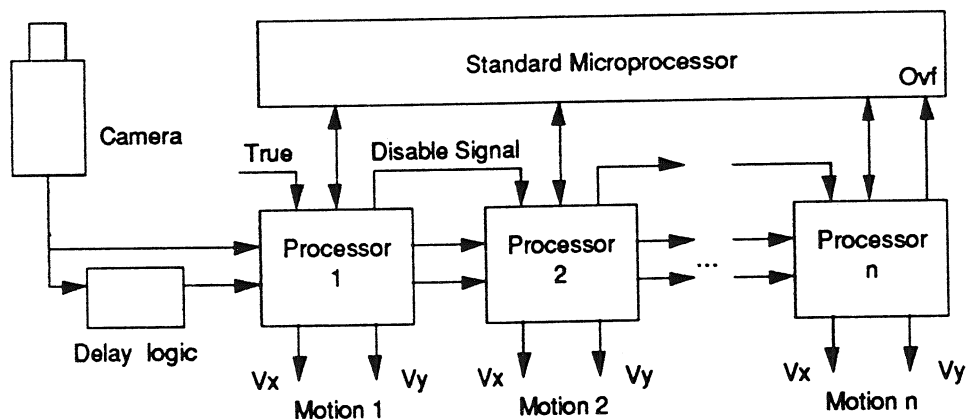 Standard Microprocessor
Ovf
Camera
True
Disable Signal
Processor
1
Processor
2
...
Processor
n
Delay logic
Vx
Vy
Vx
Vy
Vx
Vy
Motion 1
Motion 2
Motion n